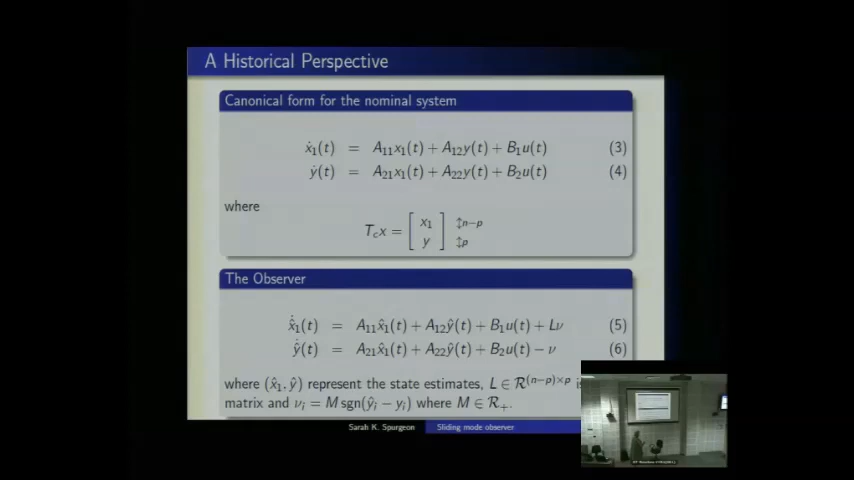 A Historical Perspective
Canonical form for the nominal system
ẋ₁(t) = A₁₁x₁(t) + A₁₂y(t) + B₁u(t) (3)
ẏ(t) = A₂₁x₁(t) + A₂₂y(t) + B₂u(t) (4)
where
T_c x = [ x₁ ; y ] ↕n−p ↕p
The Observer
x̂̇₁(t) = A₁₁x̂₁(t) + A₁₂ŷ(t) + B₁u(t) + Lν (5)
ŷ̇(t) = A₂₁x̂₁(t) + A₂₂ŷ(t) + B₂u(t) − ν (6)
where (x̂₁, ŷ) represent the state estimates, L ∈ R^{(n−p)×p}
matrix and νᵢ = M sgn(ŷᵢ − yᵢ) where M ∈ R₊.
Sarah K. Spurgeon Sliding mode observer